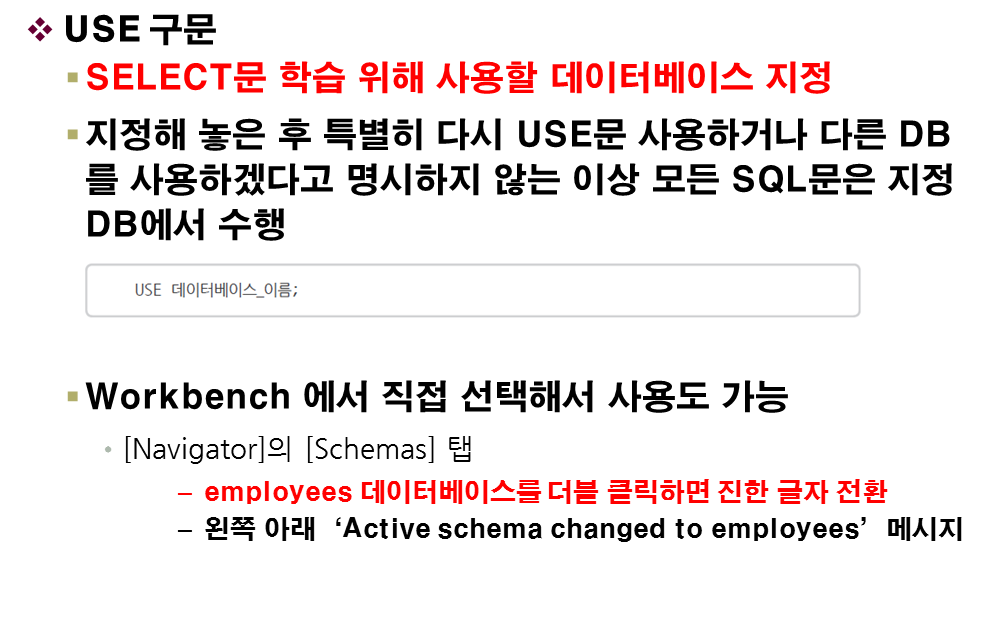 ❖ USE 구문
▪ SELECT문 학습 위해 사용할 데이터베이스 지정
▪ 지정해 놓은 후 특별히 다시 USE문 사용하거나 다른 DB
를 사용하겠다고 명시하지 않는 이상 모든 SQL문은 지정
DB에서 수행
USE 데이터베이스_이름;
▪ Workbench 에서 직접 선택해서 사용도 가능
• [Navigator]의 [Schemas] 탭
– employees 데이터베이스를 더블 클릭하면 진한 글자 전환
– 왼쪽 아래 ‘Active schema changed to employees’ 메시지